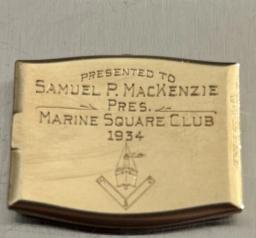 PRESENTED TO
SAMUEL P. MACKENZIE
PRES.
MARINE SQUARE CLUB
1934